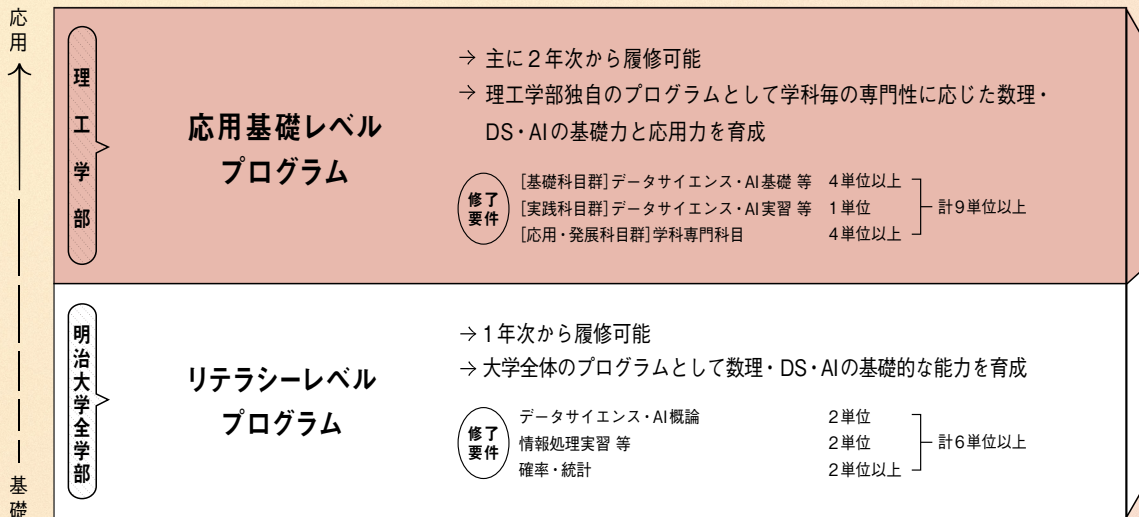 応用
理工学部
応用基礎レベル
プログラム
→ 主に2年次から履修可能
→ 理工学部独自のプログラムとして学科毎の専門性に応じた数理・
DS・AIの基礎力と応用力を育成
修了
要件
[基礎科目群]データサイエンス・AI基礎 等 4単位以上
[実践科目群]データサイエンス・AI実習 等 1単位
[応用・発展科目群]学科専門科目 4単位以上
計9単位以上
明治大学全学部
リテラシーレベル
プログラム
→ 1年次から履修可能
→ 大学全体のプログラムとして数理・DS・AIの基礎的な能力を育成
修了
要件
データサイエンス・AI概論 2単位
情報処理実習 等 2単位
確率・統計 2単位以上
計6単位以上
基礎